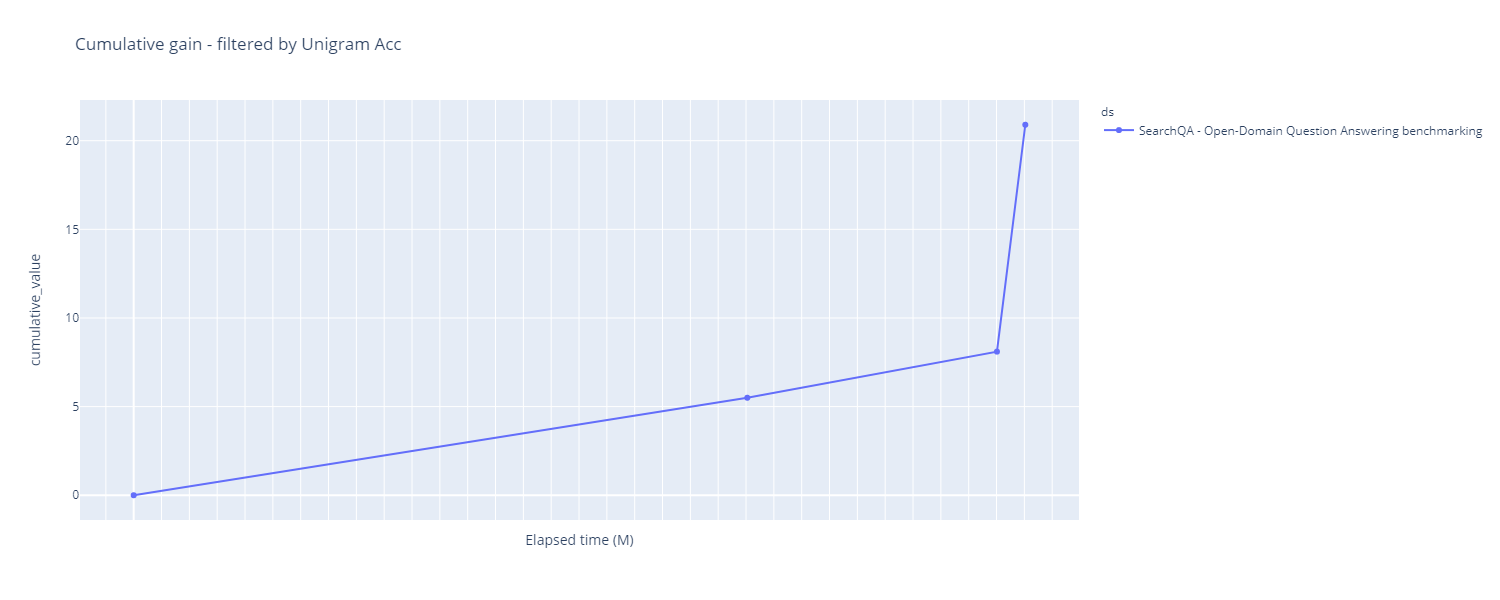 Cumulative gain - filtered by Unigram Acc
ds
SearchQA - Open-Domain Question Answering benchmarking
20
15
10
5
0
cumulative_value
Elapsed time (M)